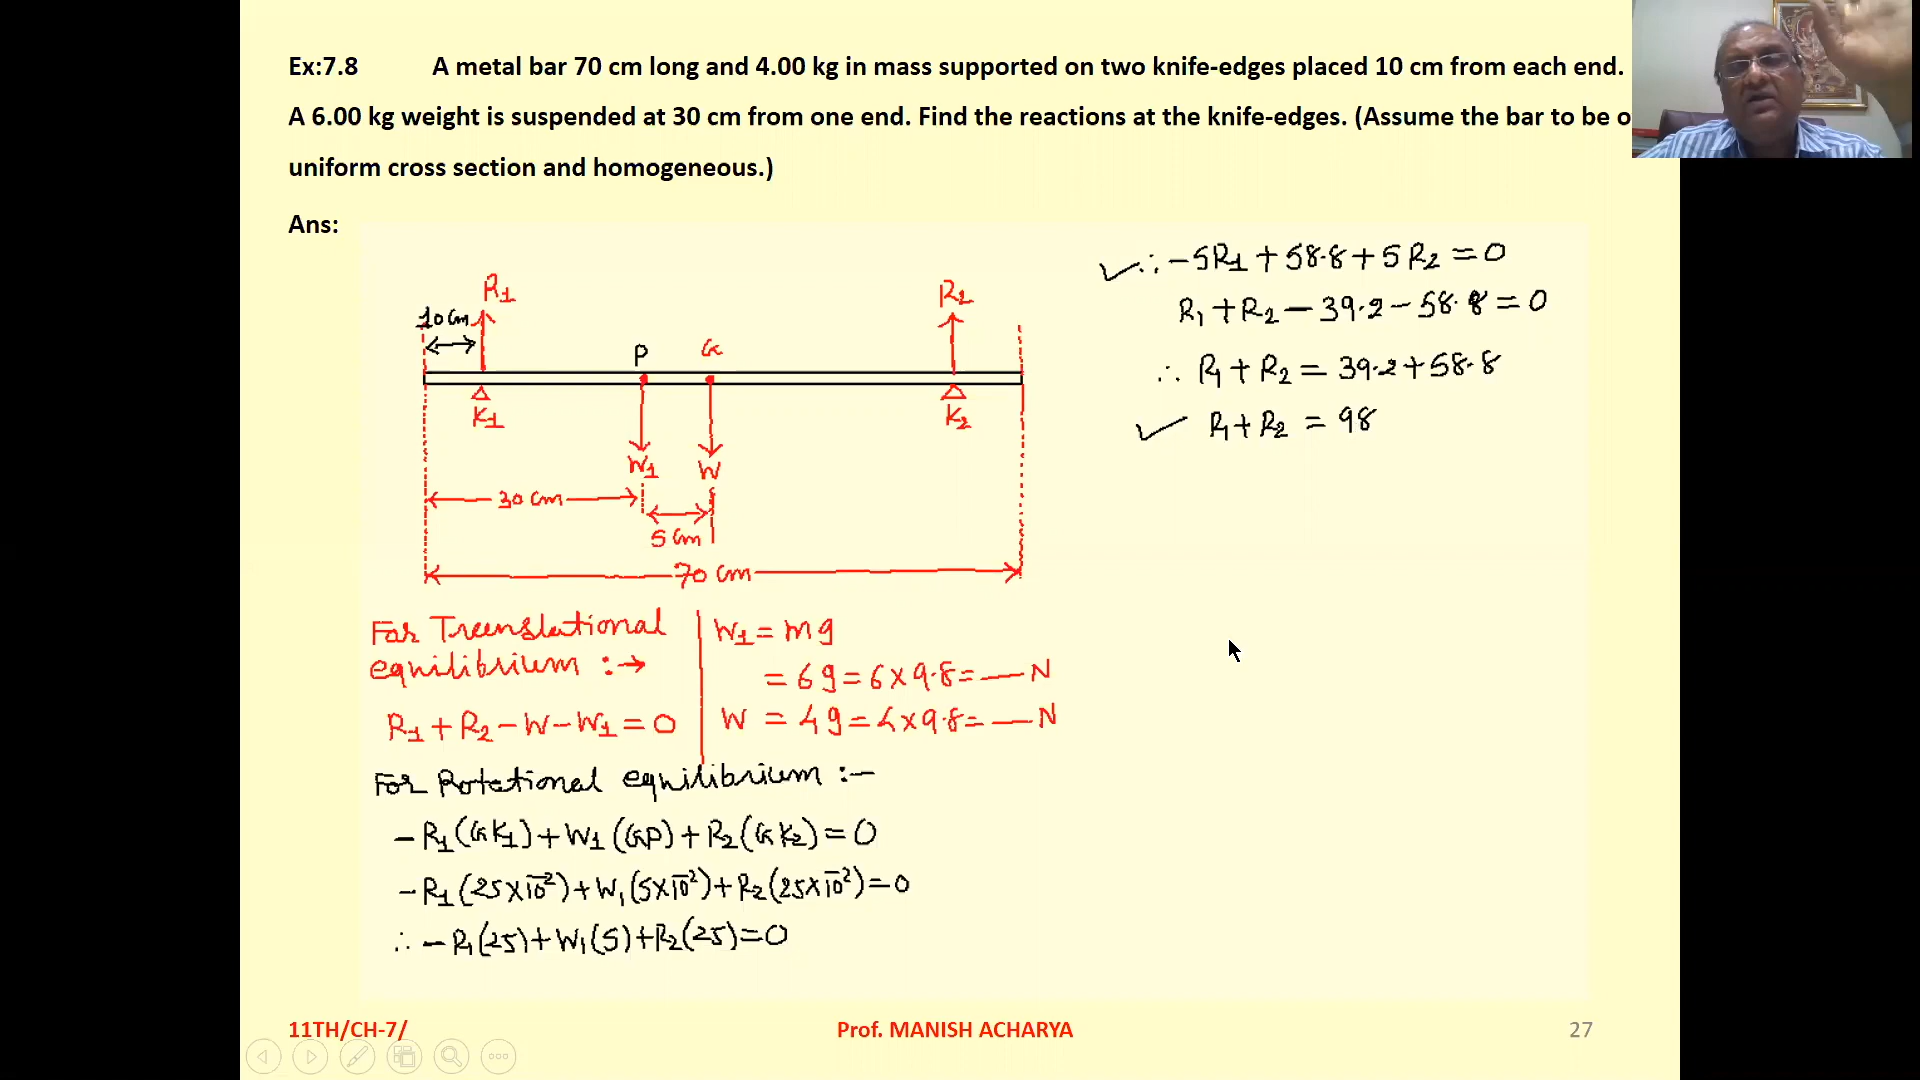 Ex:7.8 A metal bar 70 cm long and 4.00 kg in mass supported on two knife-edges placed 10 cm from each end.
A 6.00 kg weight is suspended at 30 cm from one end. Find the reactions at the knife-edges. (Assume the bar to be o
uniform cross section and homogeneous.)
Ans:
R1 R2
10 cm
P G
K1 K2
W1 W
30 cm
5 cm
70 cm
∴ -5R1 + 58.8 + 5R2 = 0
R1 + R2 - 39.2 - 58.8 = 0
∴ R1 + R2 = 39.2 + 58.8
R1 + R2 = 98
For Treenslational
equilibrium :→
R1 + R2 - W - W1 = 0
W1 = mg
= 6g = 6 × 9.8 = — N
W = 4g = 4×9.8 = — N
For Rotational equilibrium :-
- R1 (GK1) + W1 (GP) + R2 (GK2) = 0
- R1 (25×10⁻²) + W1 (5×10⁻²) + R2 (25×10⁻²) = 0
∴ - R1 (25) + W1 (5) + R2 (25) = 0
11TH/CH-7/ Prof. MANISH ACHARYA 27